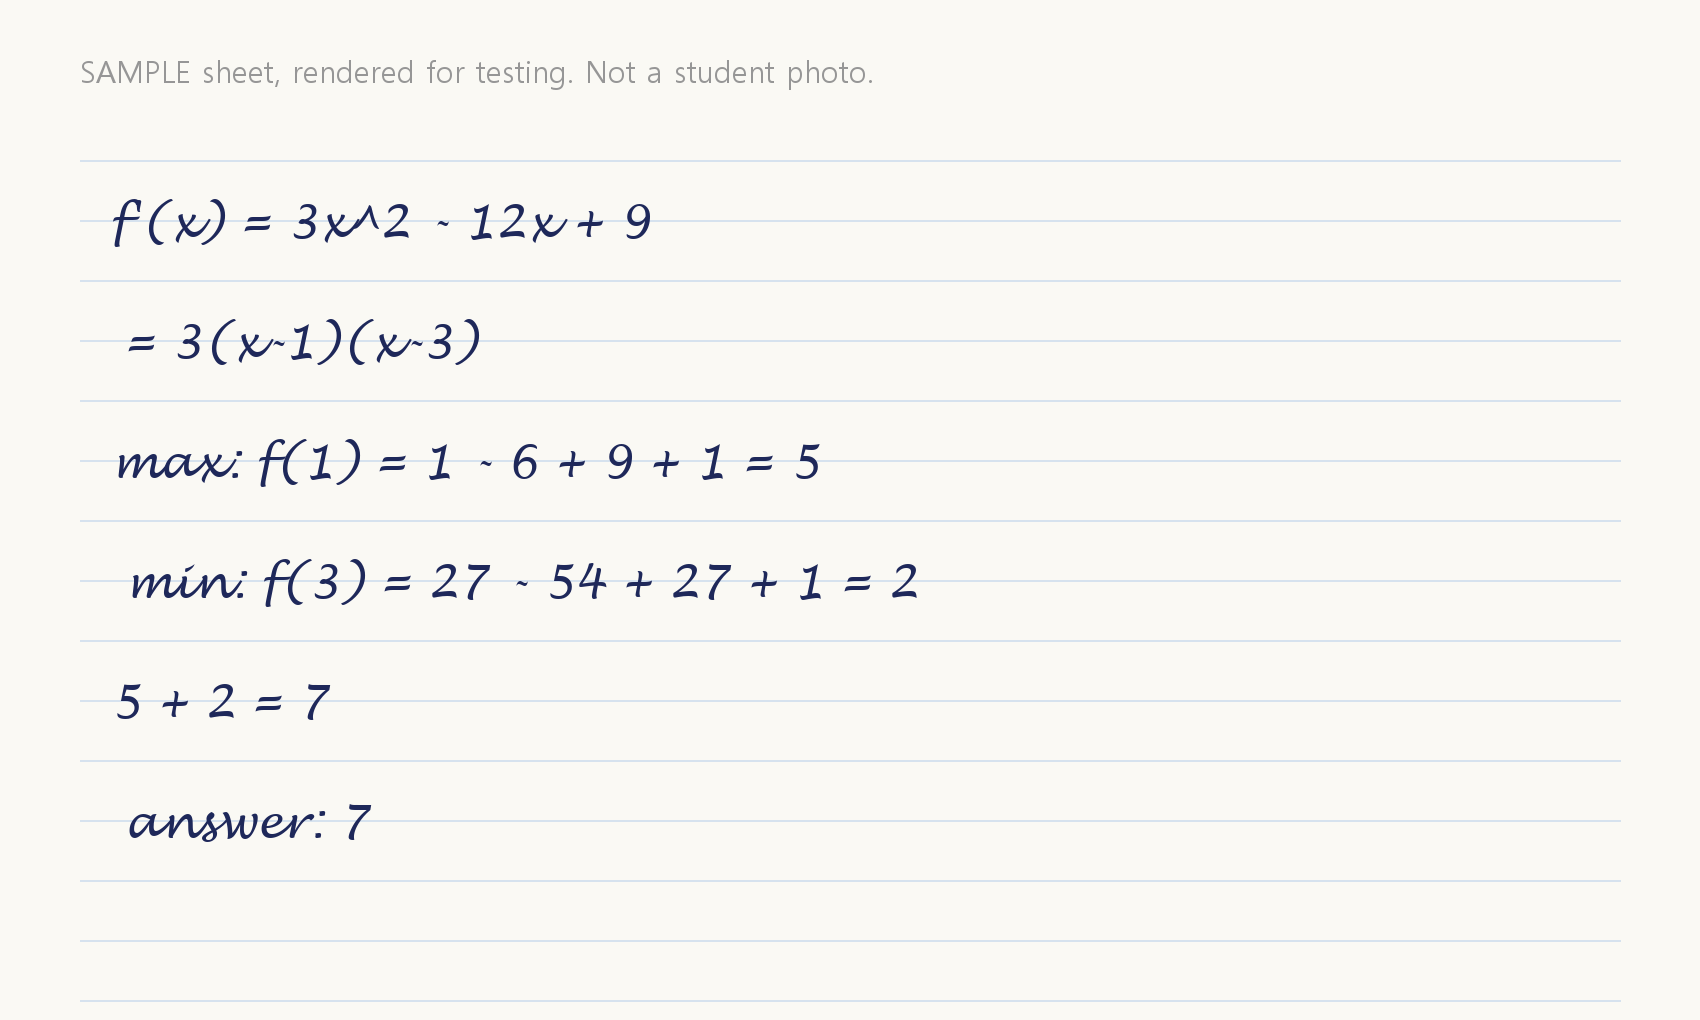 SAMPLE sheet, rendered for testing. Not a student photo.
f'(x) = 3x^2 - 12x + 9
= 3(x-1)(x-3)
max: f(1) = 1 - 6 + 9 + 1 = 5
min: f(3) = 27 - 54 + 27 + 1 = 2
5 + 2 = 7
answer: 7